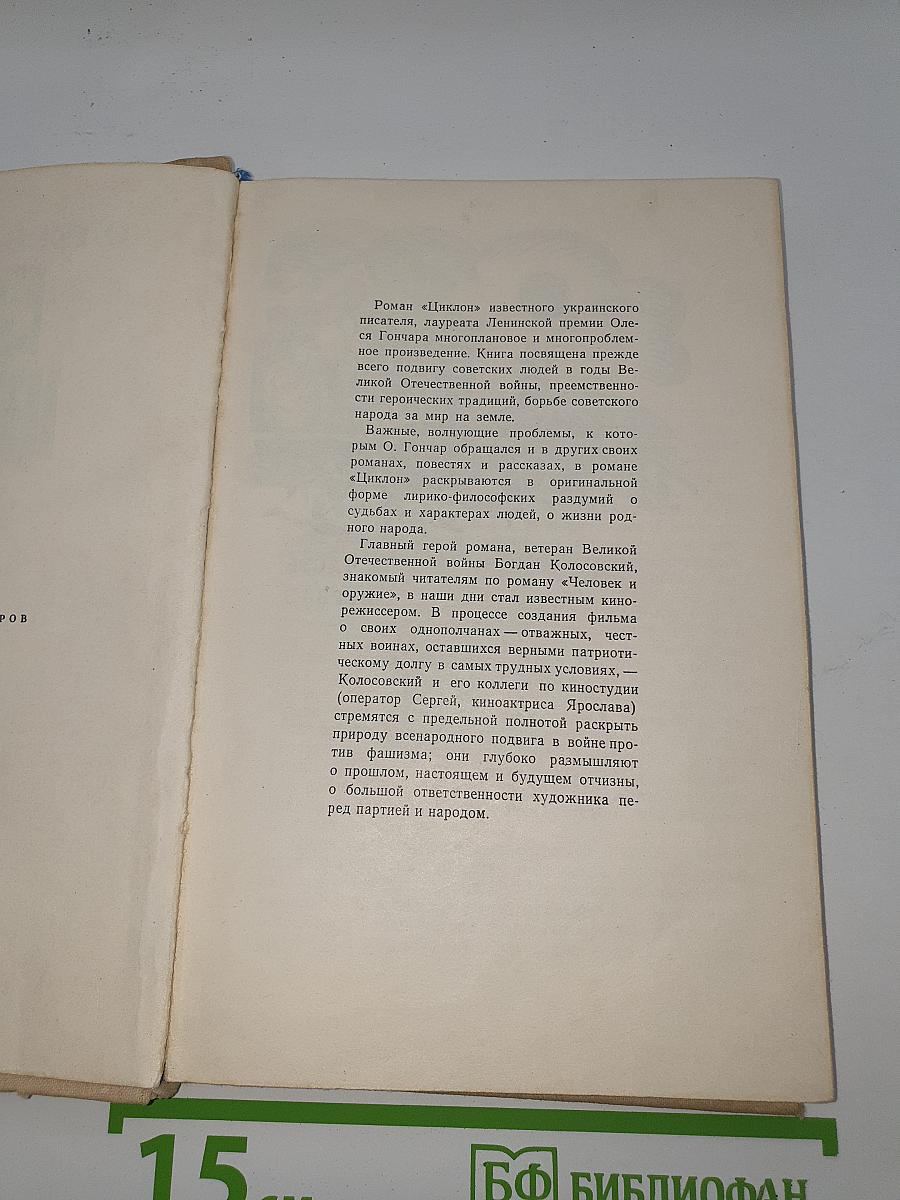 РОВ
Роман «Циклон» известного украинского
писателя, лауреата Ленинской премии Оле-
ся Гончара многоплановое и многопроблем-
ное произведение. Книга посвящена прежде
всего подвигу советских людей в годы Ве-
ликой Отечественной войны, преемственно-
сти героических традиций, борьбе советского
народа за мир на земле.
Важные, волнующие проблемы, к кото-
рым О. Гончар обращался и в других своих
романах, повестях и рассказах, в романе
«Циклон» раскрываются в оригинальной
форме лирико-философских раздумий о
судьбах и характерах людей, о жизни род-
ного народа.
Главный герой романа, ветеран Великой
Отечественной войны Богдан Колосовский,
знакомый читателям по роману «Человек и
оружие», в наши дни стал известным кино-
режиссером. В процессе создания фильма
о своих однополчанах — отважных, чест-
ных воинах, оставшихся верными патриоти-
ческому долгу в самых трудных условиях, —
Колосовский и его коллеги по киностудии
(оператор Сергей, киноактриса Ярослава)
стремятся с предельной полнотой раскрыть
природу всенародного подвига в войне про-
тив фашизма; они глубоко размышляют
о прошлом, настоящем и будущем отчизны,
о большой ответственности художника пе-
ред партией и народом.
15 см
БФ БИБЛИОФАН